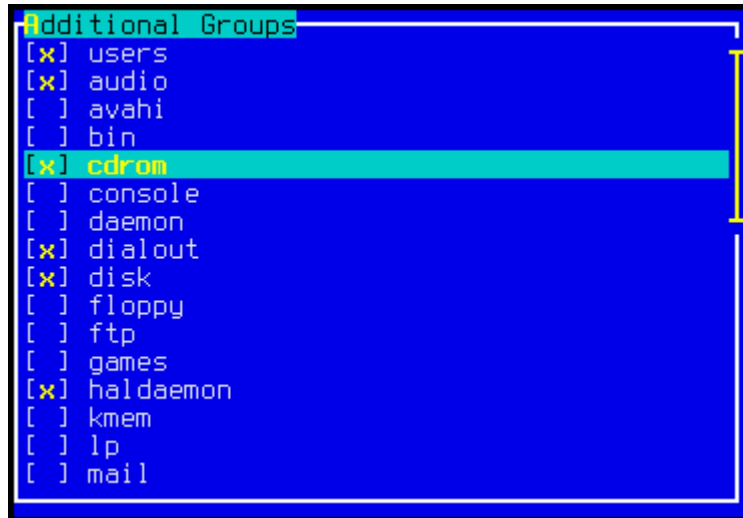 Additional Groups
[x] users
[x] audio
[ ] avahi
[ ] bin
[x] cdrom
[ ] console
[ ] daemon
[x] dialout
[x] disk
[ ] floppy
[ ] ftp
[ ] games
[x] haldaemon
[ ] kmem
[ ] lp
[ ] mail